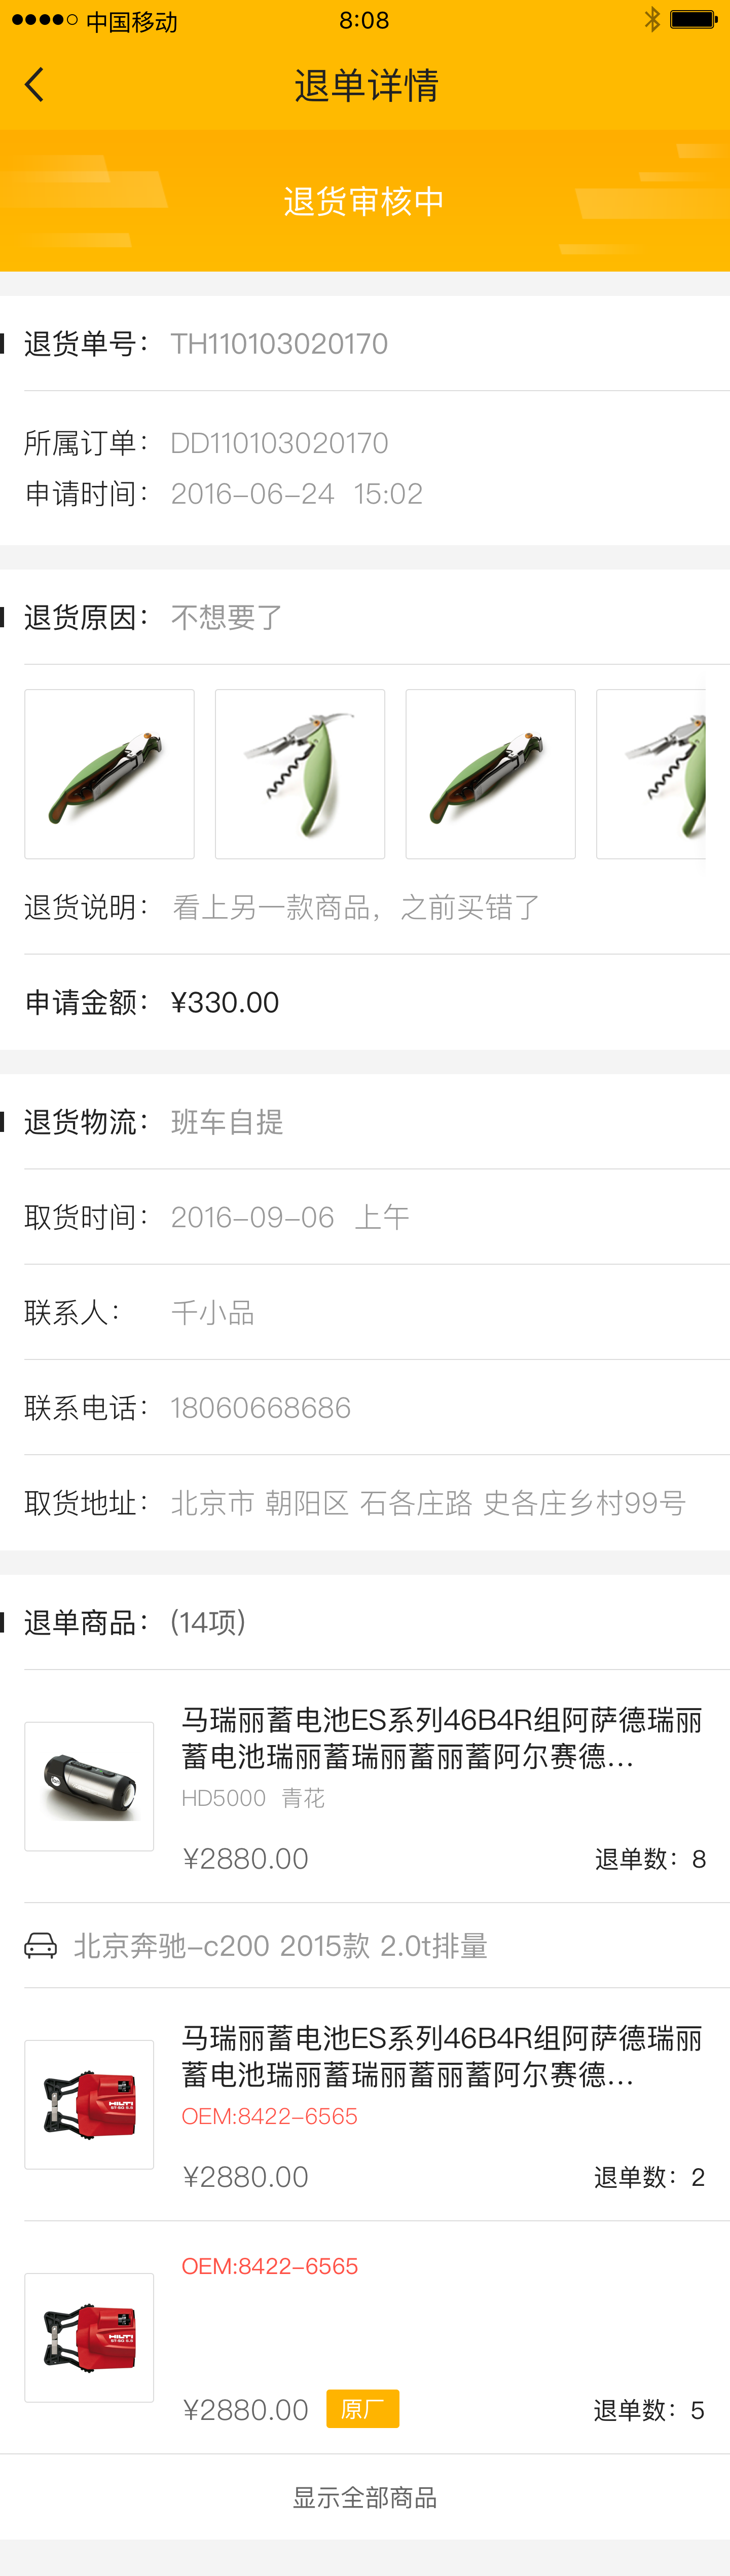 中国移动 8:08
退单详情
退货审核中
退货单号： TH110103020170
所属订单： DD110103020170
申请时间： 2016-06-24 15:02
退货原因： 不想要了
退货说明： 看上另一款商品，之前买错了
申请金额： ¥330.00
退货物流： 班车自提
取货时间： 2016-09-06 上午
联系人： 千小品
联系电话： 18060668686
取货地址： 北京市 朝阳区 石各庄路 史各庄乡村99号
退单商品： (14项)
马瑞丽蓄电池ES系列46B4R组阿萨德瑞丽
蓄电池瑞丽蓄瑞丽蓄丽蓄阿尔赛德...
HD5000 青花
¥2880.00 退单数：8
北京奔驰-c200 2015款 2.0t排量
马瑞丽蓄电池ES系列46B4R组阿萨德瑞丽
蓄电池瑞丽蓄瑞丽蓄丽蓄阿尔赛德...
HILTI
OEM:8422-6565
¥2880.00 退单数：2
OEM:8422-6565
HILTI
¥2880.00 原厂 退单数：5
显示全部商品